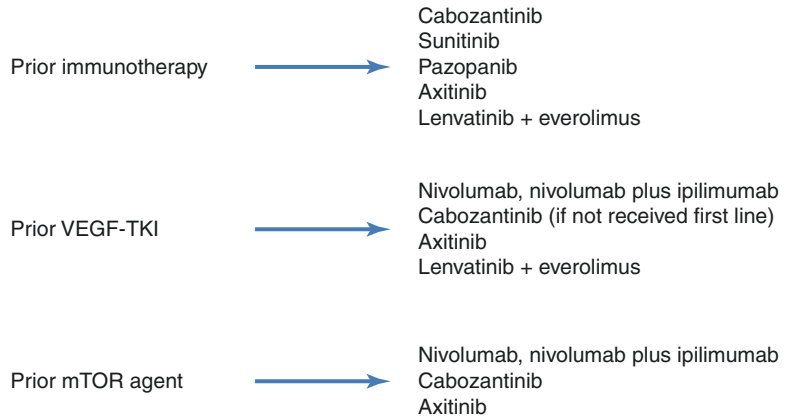 Prior immunotherapy
Cabozantinib
Sunitinib
Pazopanib
Axitinib
Lenvatinib + everolimus
Prior VEGF-TKI
Nivolumab, nivolumab plus ipilimumab
Cabozantinib (if not received first line)
Axitinib
Lenvatinib + everolimus
Prior mTOR agent
Nivolumab, nivolumab plus ipilimumab
Cabozantinib
Axitinib